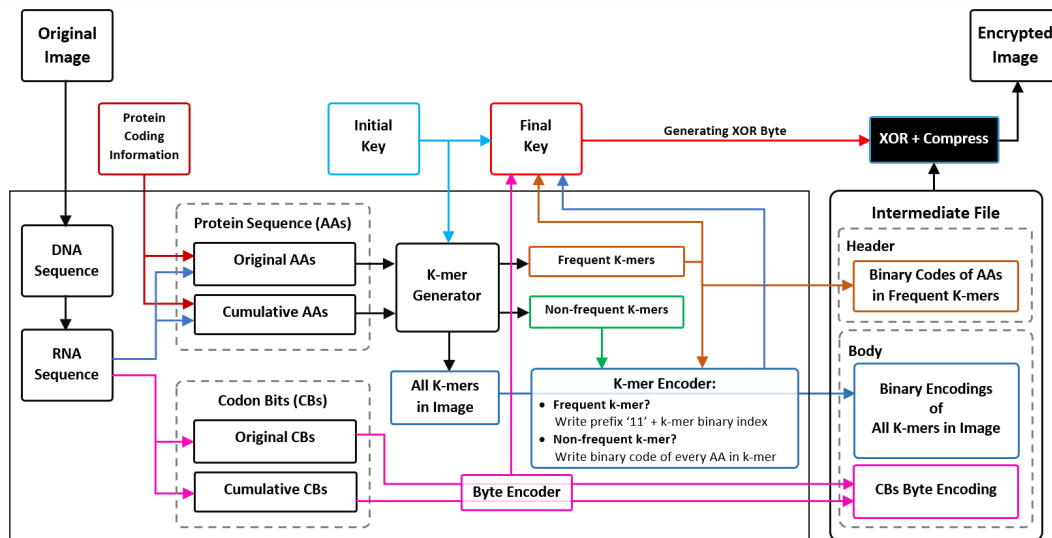 Original
Image
Encrypted
Image
Protein
Coding
Information
Initial
Key
Final
Key
Generating XOR Byte
XOR + Compress
DNA
Sequence
RNA
Sequence
Protein Sequence (AAs)
Original AAs
Cumulative AAs
K-mer
Generator
Frequent K-mers
Non-frequent K-mers
All K-mers
in Image
K-mer Encoder:
• Frequent k-mer?
Write prefix ‘11’ + k-mer binary index
• Non-frequent k-mer?
Write binary code of every AA in k-mer
Codon Bits (CBs)
Original CBs
Cumulative CBs
Byte Encoder
Intermediate File
Header
Binary Codes of AAs
in Frequent K-mers
Body
Binary Encodings
of
All K-mers in Image
CBs Byte Encoding